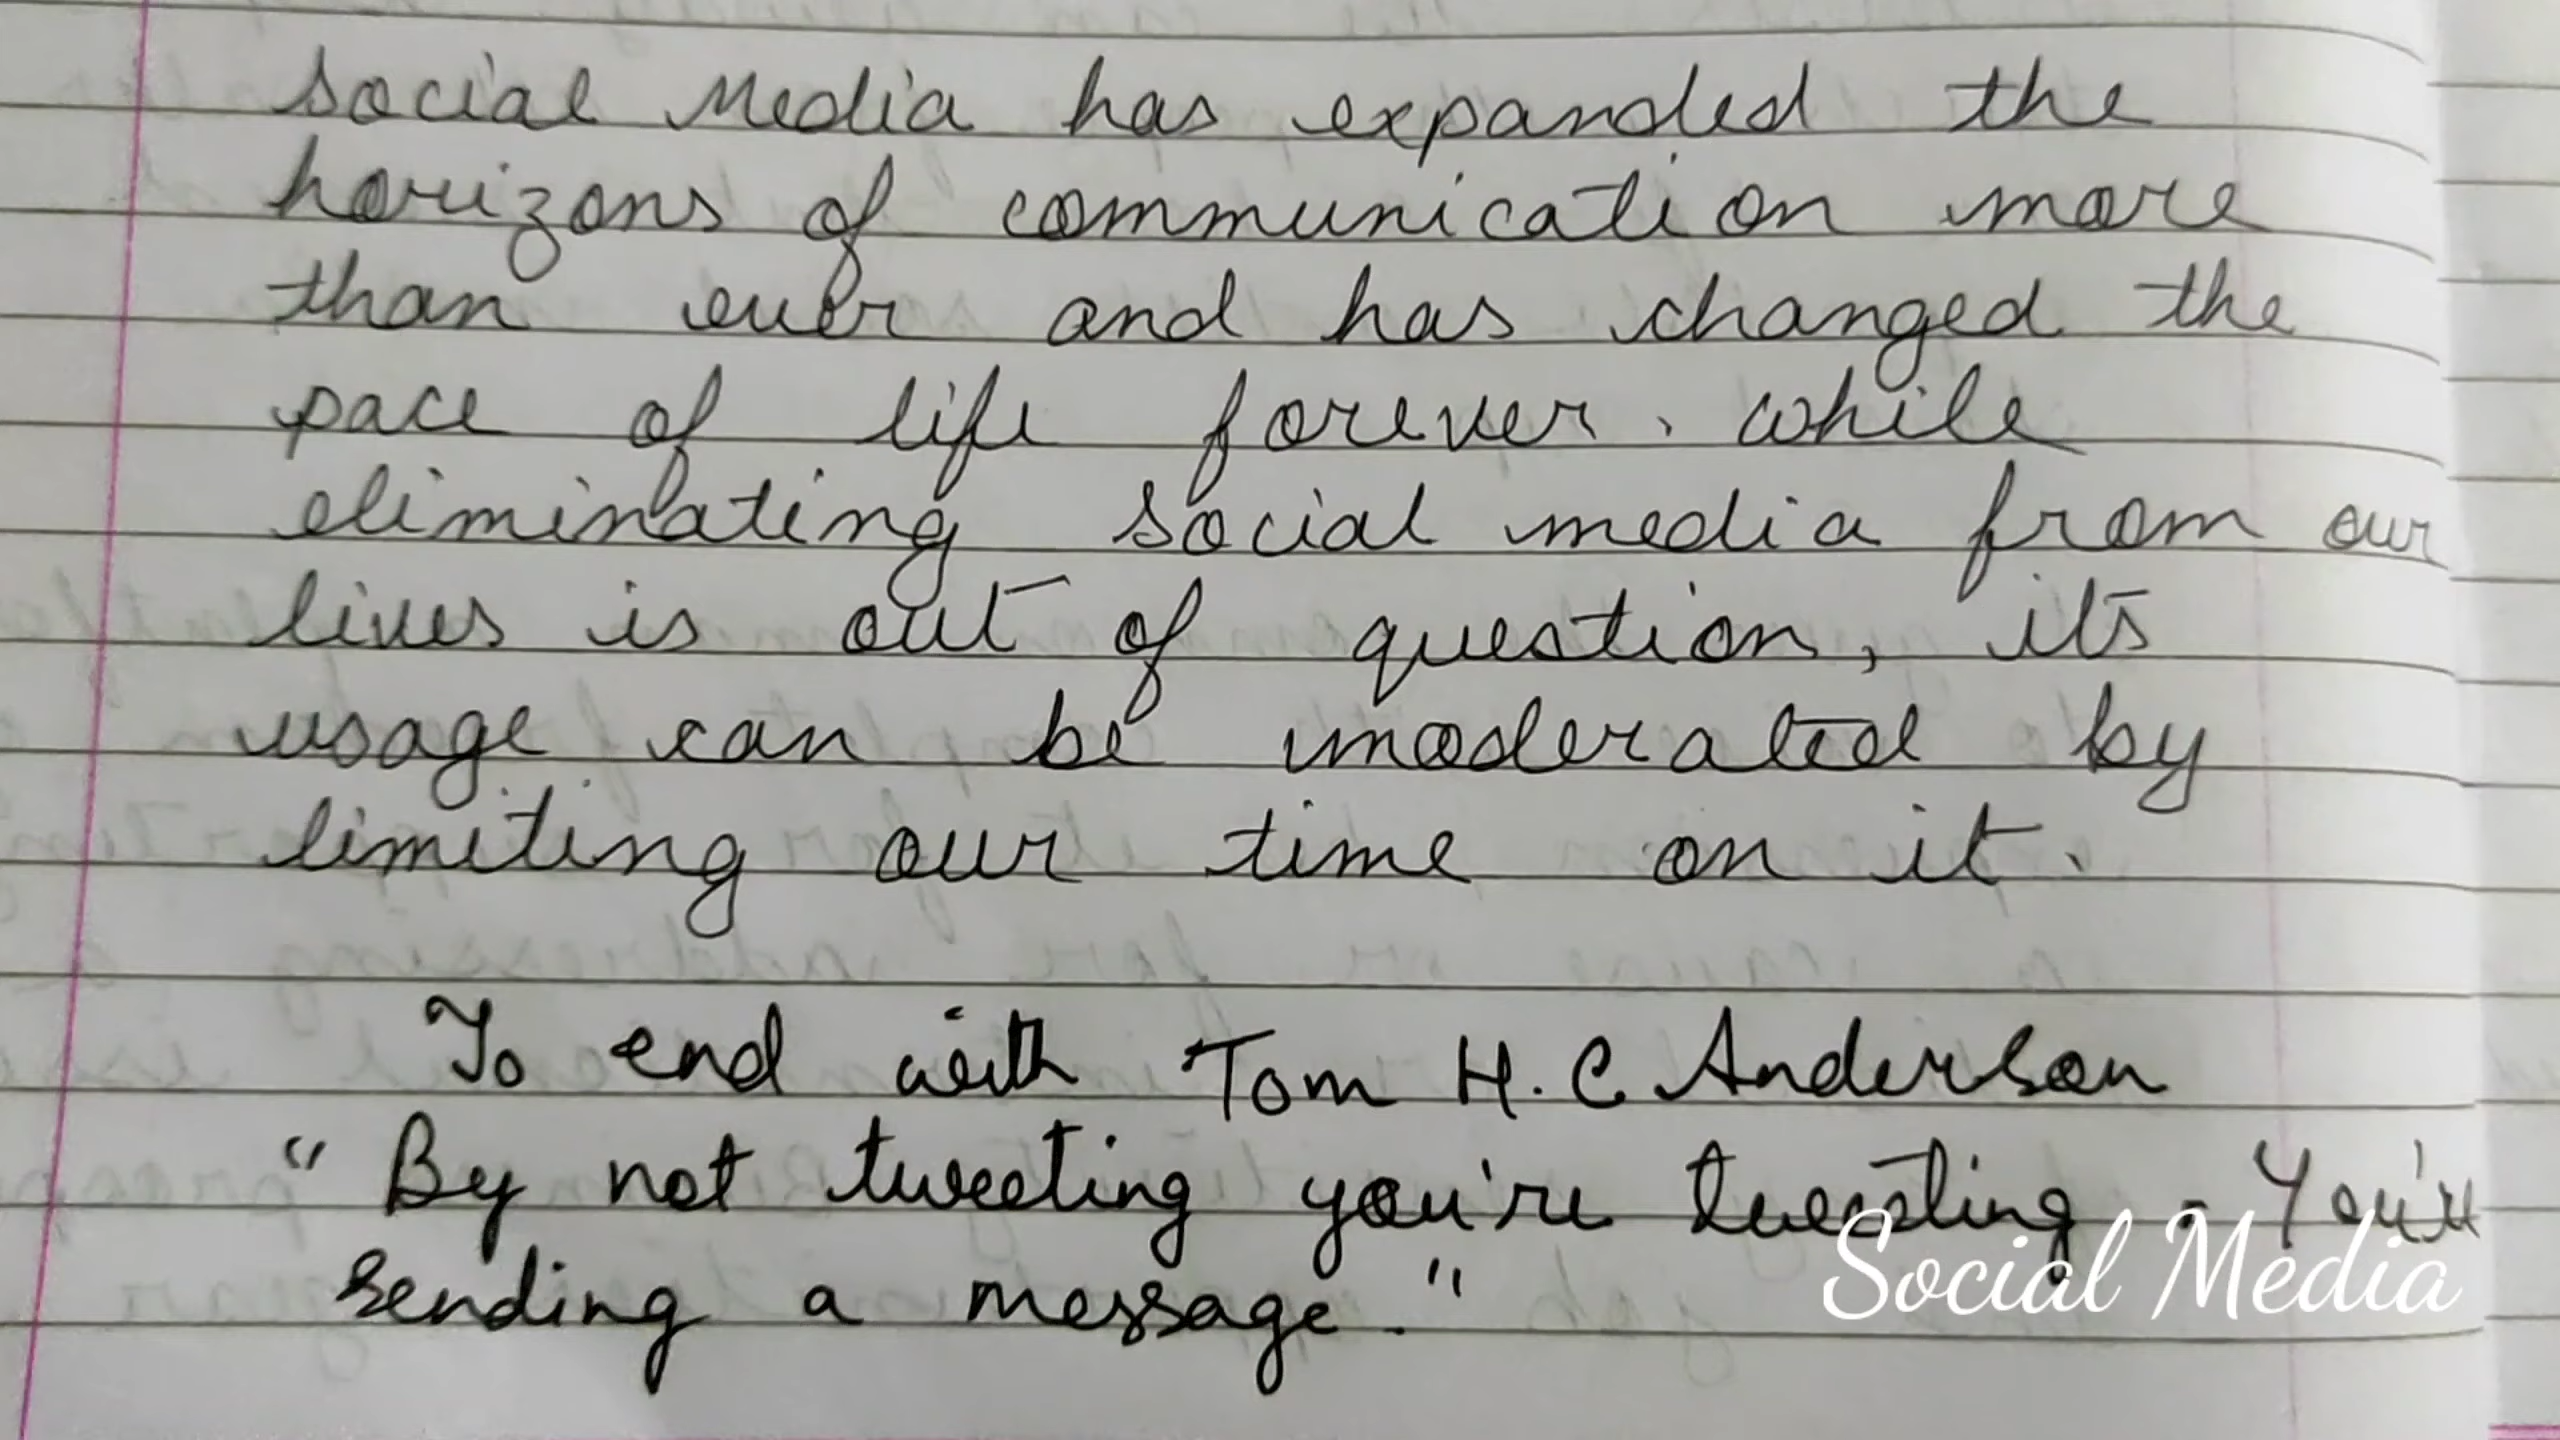 social Media has expanded the
horizons of communication more
than ever and has changed the
pace of life forever. while
eliminating social media from our
lives is out of question, its
usage can be moderated by
limiting our time on it.
To end with Tom H.C Anderson
" By not tweeting you're tweeting - You're
sending a message."
Social Media